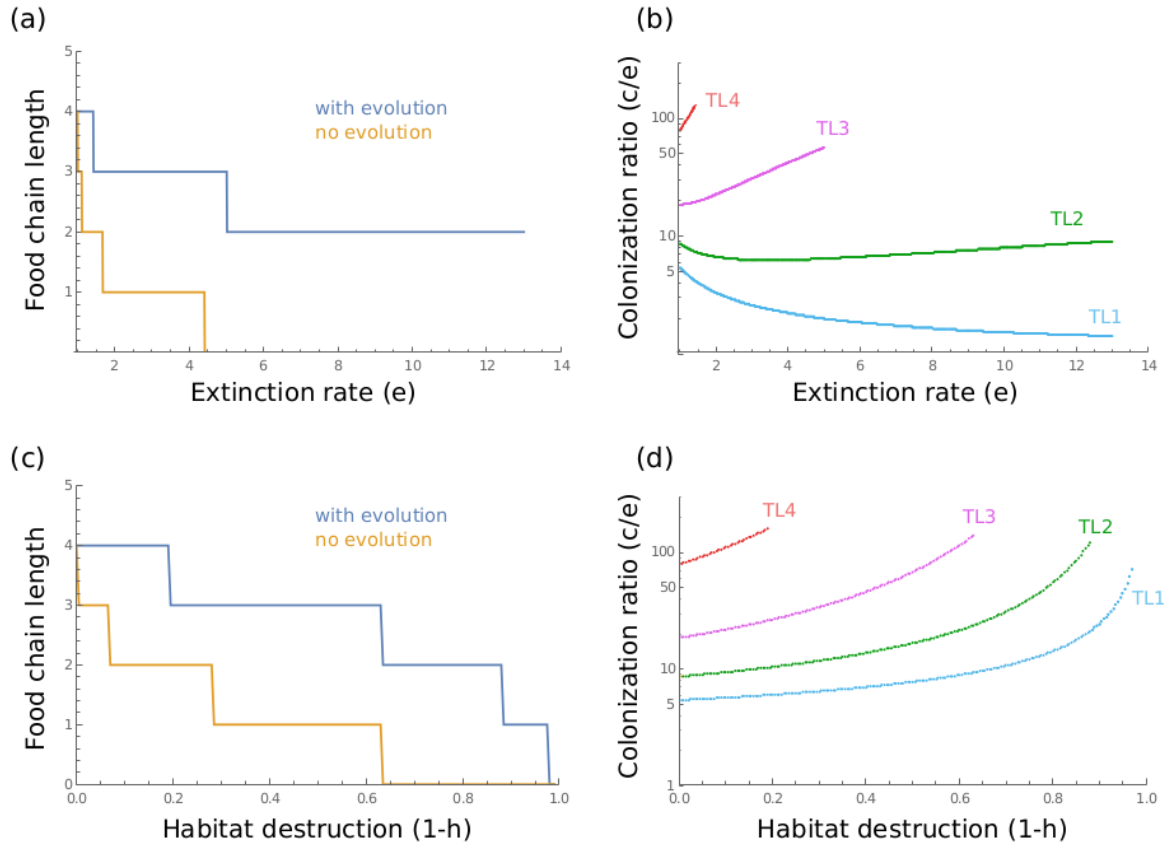 (a)
Food chain length
5
4
3
2
1
with evolution
no evolution
2 4 6 8 10 12 14
Extinction rate (e)
(b)
Colonization ratio (c/e)
100
50
10
5
TL4
TL3
TL2
TL1
2 4 6 8 10 12 14
Extinction rate (e)
(c)
Food chain length
5
4
3
2
1
0
with evolution
no evolution
0.0 0.2 0.4 0.6 0.8 1.0
Habitat destruction (1-h)
(d)
Colonization ratio (c/e)
100
50
10
5
1
TL4
TL3
TL2
TL1
0.0 0.2 0.4 0.6 0.8 1.0
Habitat destruction (1-h)